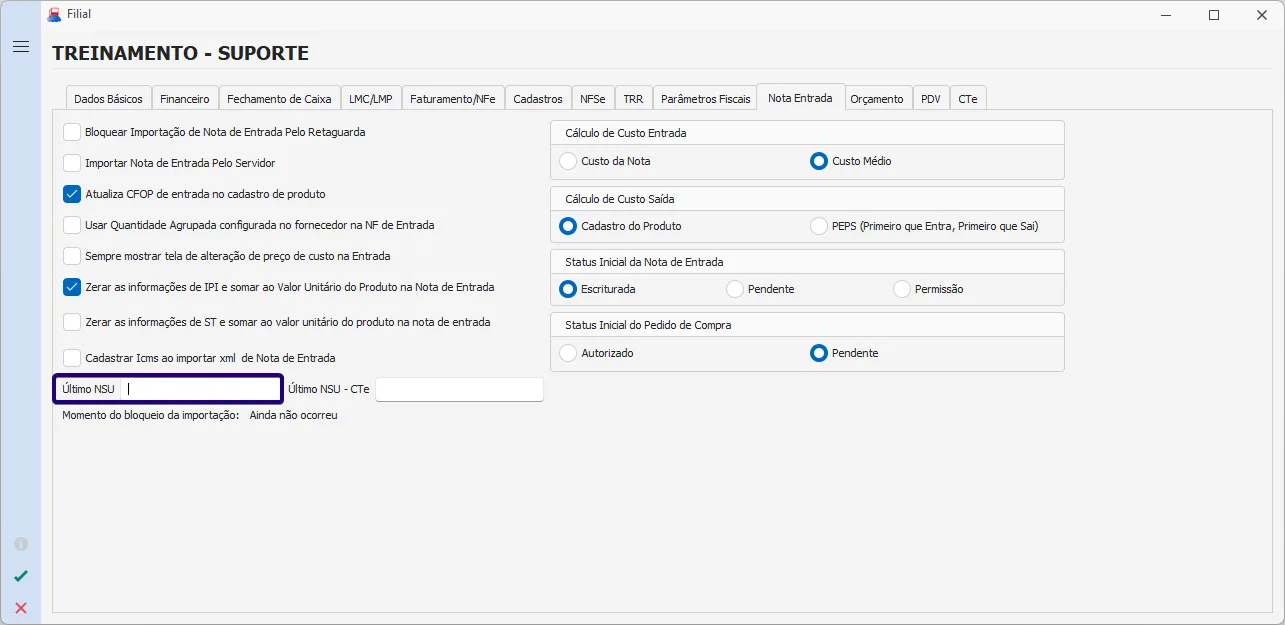 Filial
TREINAMENTO - SUPORTE
Dados Básicos Financeiro Fechamento de Caixa LMC/LMP Faturamento/NFe Cadastros NFSe TRR Parâmetros Fiscais Nota Entrada Orçamento PDV CTe
Bloquear Importação de Nota de Entrada Pelo Retaguarda
Importar Nota de Entrada Pelo Servidor
Atualiza CFOP de entrada no cadastro de produto
Usar Quantidade Agrupada configurada no fornecedor na NF de Entrada
Sempre mostrar tela de alteração de preço de custo na Entrada
Zerar as informações de IPI e somar ao Valor Unitário do Produto na Nota de Entrada
Zerar as informações de ST e somar ao valor unitário do produto na nota de entrada
Cadastrar Icms ao importar xml de Nota de Entrada
Último NSU Último NSU - CTe
Momento do bloqueio da importação: Ainda não ocorreu
Cálculo de Custo Entrada
Custo da Nota Custo Médio
Cálculo de Custo Saída
Cadastro do Produto PEPS (Primeiro que Entra, Primeiro que Sai)
Status Inicial da Nota de Entrada
Escriturada Pendente Permissão
Status Inicial do Pedido de Compra
Autorizado Pendente